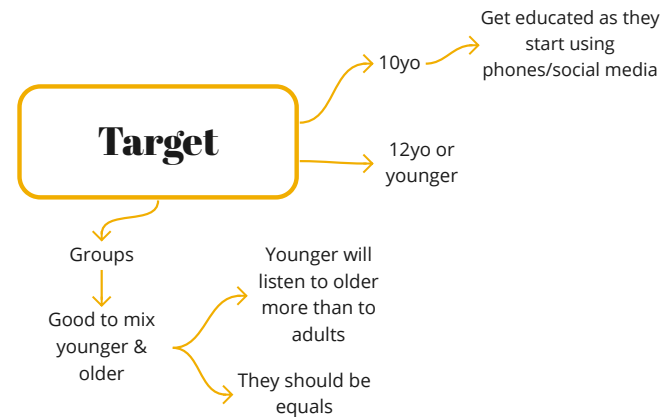 Get educated as they
start using
phones/social media
10yo
Target
12yo or
younger
Groups
Younger will
listen to older
more than to
adults
Good to mix
younger &
older
They should be
equals